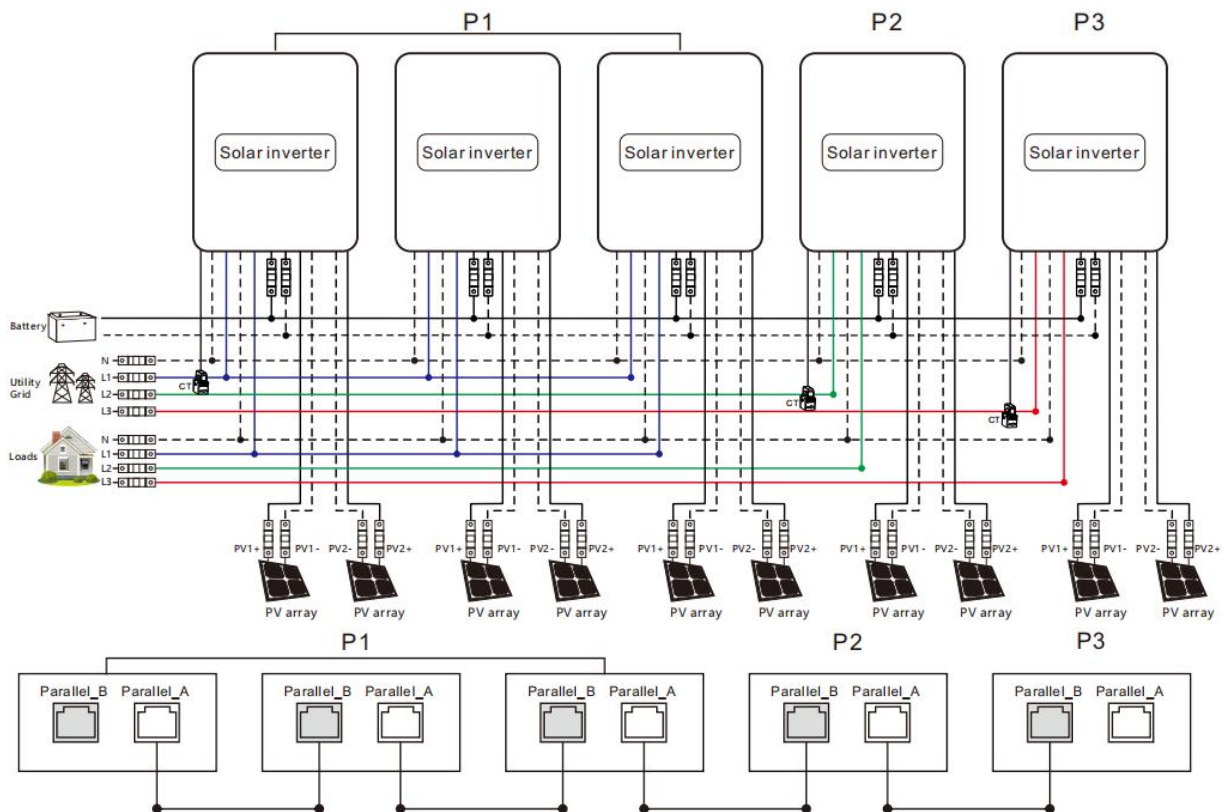 P1 P2 P3
Solar inverter Solar inverter Solar inverter Solar inverter Solar inverter
Battery
N
Utility Grid
L1
CT
L2
CT
L3
CT
N
Loads
L1
L2
L3
PV1+ PV1- PV2- PV2+ PV1+ PV1- PV2- PV2+ PV1+ PV1- PV2- PV2+ PV1+ PV1- PV2- PV2+ PV1+ PV1- PV2- PV2+
PV array PV array PV array PV array PV array PV array PV array PV array PV array PV array
P1 P2 P3
Parallel_B Parallel_A Parallel_B Parallel_A Parallel_B Parallel_A Parallel_B Parallel_A Parallel_B Parallel_A